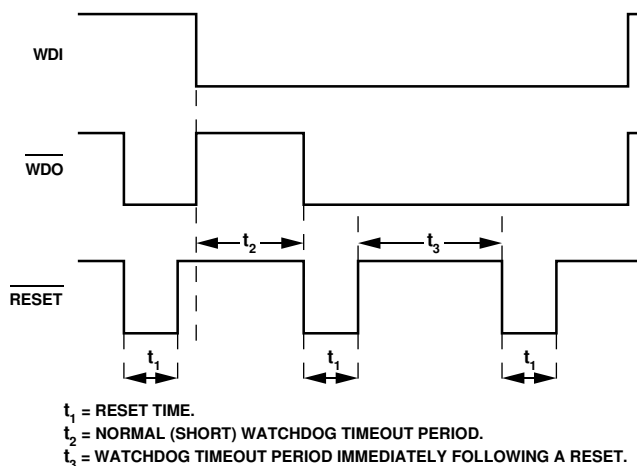 WDI
WDO
t2
t3
RESET
t1
t1
t1
t1 = RESET TIME.
t2 = NORMAL (SHORT) WATCHDOG TIMEOUT PERIOD.
t3 = WATCHDOG TIMEOUT PERIOD IMMEDIATELY FOLLOWING A RESET.